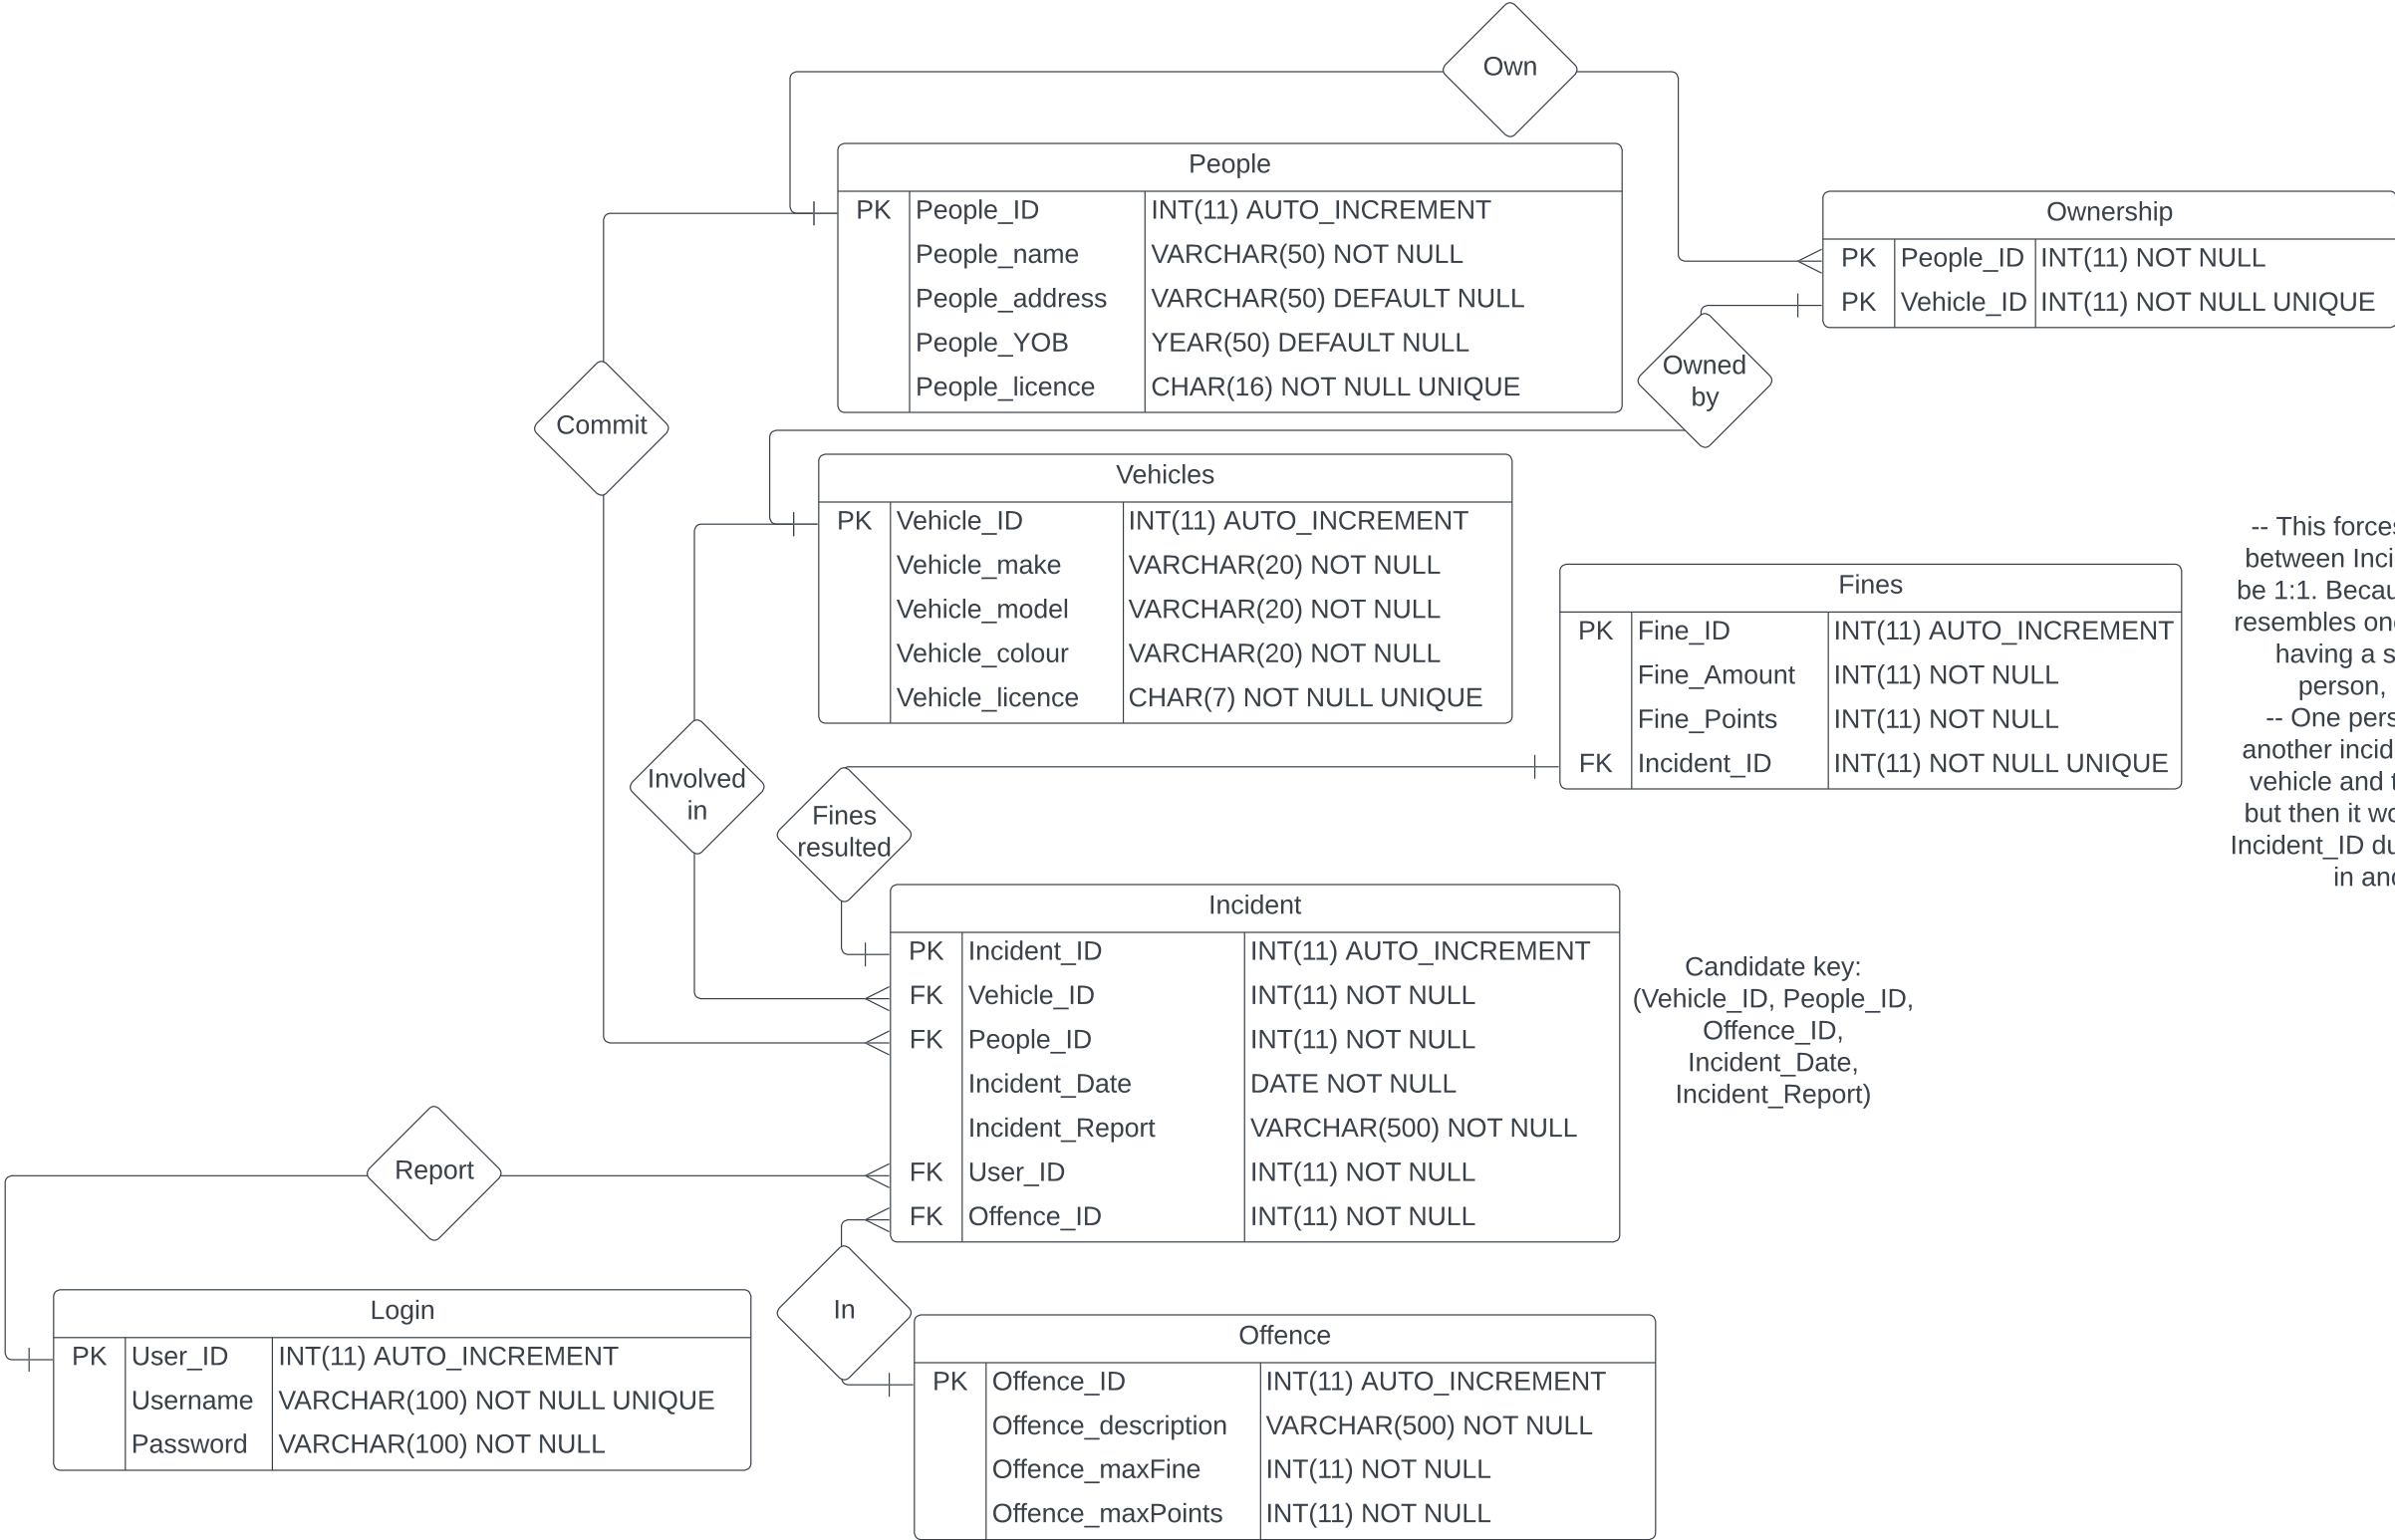 Own
People
PK People_ID INT(11) AUTO_INCREMENT
People_name VARCHAR(50) NOT NULL
People_address VARCHAR(50) DEFAULT NULL
People_YOB YEAR(50) DEFAULT NULL
People_licence CHAR(16) NOT NULL UNIQUE
Ownership
PK People_ID INT(11) NOT NULL
PK Vehicle_ID INT(11) NOT NULL UNIQUE
Owned
by
Commit
Vehicles
PK Vehicle_ID INT(11) AUTO_INCREMENT
Vehicle_make VARCHAR(20) NOT NULL
Vehicle_model VARCHAR(20) NOT NULL
Vehicle_colour VARCHAR(20) NOT NULL
Vehicle_licence CHAR(7) NOT NULL UNIQUE
Fines
PK Fine_ID INT(11) AUTO_INCREMENT
Fine_Amount INT(11) NOT NULL
Fine_Points INT(11) NOT NULL
FK Incident_ID INT(11) NOT NULL UNIQUE
-- This
between
be 1:1.
resembles
having a
person,
-- One
another
vehicle and
but then it
Incident_ID
in
Involved
in
Fines
resulted
Incident
PK Incident_ID INT(11) AUTO_INCREMENT
FK Vehicle_ID INT(11) NOT NULL
FK People_ID INT(11) NOT NULL
Incident_Date DATE NOT NULL
Incident_Report VARCHAR(500) NOT NULL
FK User_ID INT(11) NOT NULL
FK Offence_ID INT(11) NOT NULL
Candidate key:
(Vehicle_ID, People_ID,
Offence_ID,
Incident_Date,
Incident_Report)
Report
In
Login
PK User_ID INT(11) AUTO_INCREMENT
Username VARCHAR(100) NOT NULL UNIQUE
Password VARCHAR(100) NOT NULL
Offence
PK Offence_ID INT(11) AUTO_INCREMENT
Offence_description VARCHAR(500) NOT NULL
Offence_maxFine INT(11) NOT NULL
Offence_maxPoints INT(11) NOT NULL